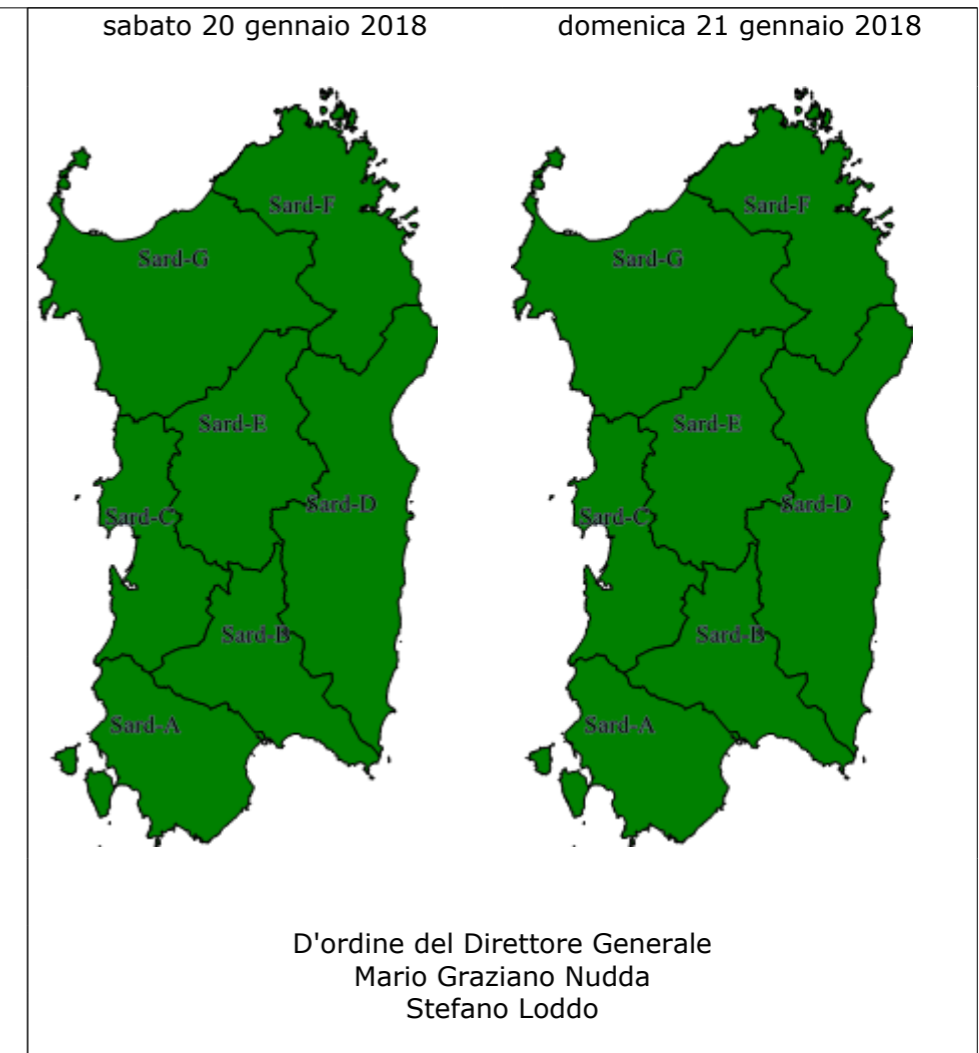 sabato 20 gennaio 2018
domenica 21 gennaio 2018
Sard-F
Sard-G
Sard-E
Sard-D
Sard-C
Sard-B
Sard-A
Sard-F
Sard-G
Sard-E
Sard-D
Sard-C
Sard-B
Sard-A
D'ordine del Direttore Generale
Mario Graziano Nudda
Stefano Loddo